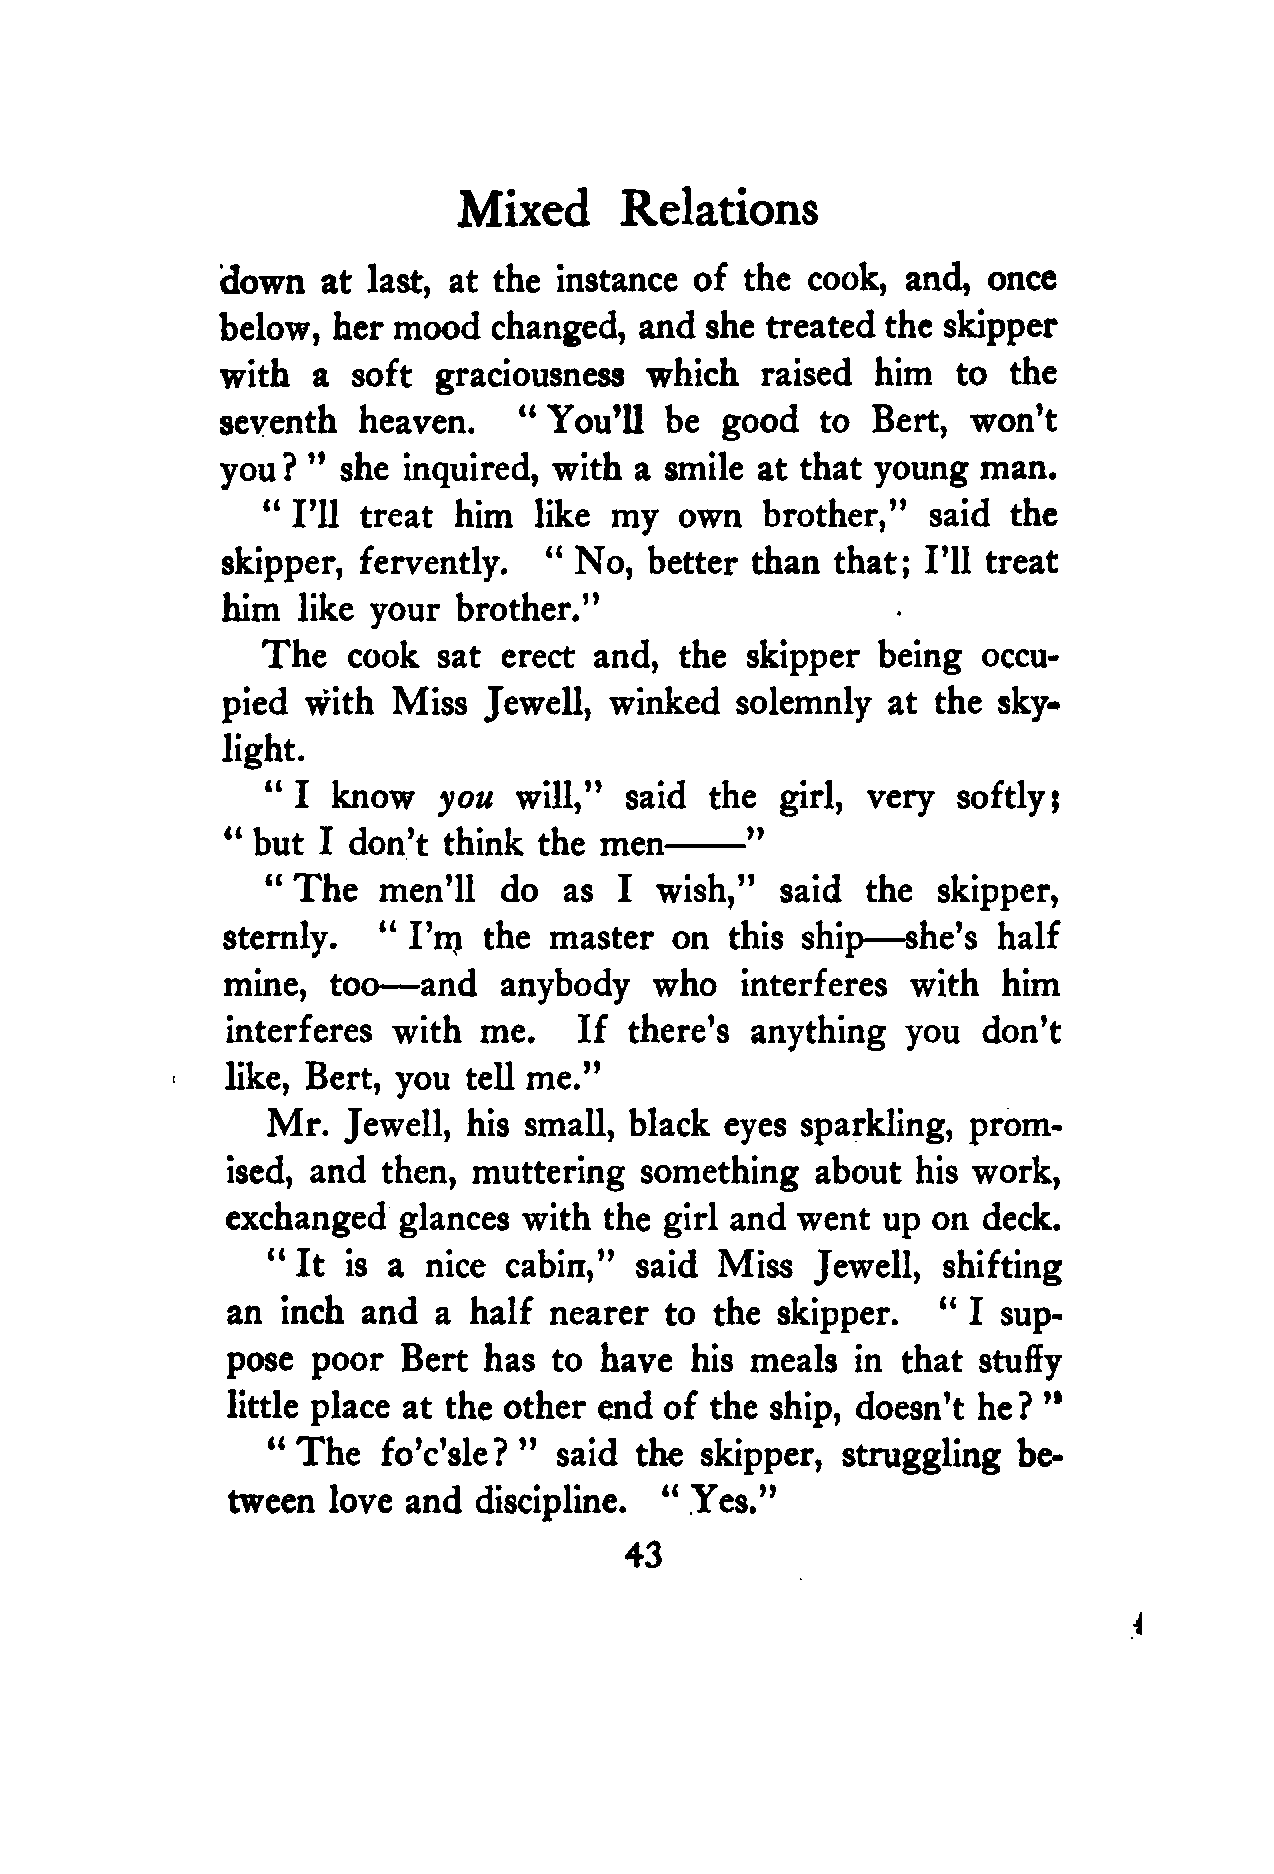 Mixed Relations
down at last, at the instance of the cook, and, once
below, her mood changed, and she treated the skipper
with a soft graciousness which raised him to the
seventh heaven. “ You’ll be good to Bert, won’t
you ? ” she inquired, with a smile at that young man.
“ I’ll treat him like my own brother,” said the
skipper, fervently. “ No, better than that ; I’ll treat
him like your brother.”
The cook sat erect and, the skipper being occu-
pied with Miss Jewell, winked solemnly at the sky-
light.
“ I know you will,” said the girl, very softly ;
“ but I don’t think the men——”
“ The men’ll do as I wish,” said the skipper,
sternly. “ I’m the master on this ship—she’s half
mine, too—and anybody who interferes with him
interferes with me. If there’s anything you don’t
like, Bert, you tell me.”
Mr. Jewell, his small, black eyes sparkling, prom-
ised, and then, muttering something about his work,
exchanged glances with the girl and went up on deck.
“ It is a nice cabin,” said Miss Jewell, shifting
an inch and a half nearer to the skipper. “ I sup-
pose poor Bert has to have his meals in that stuffy
little place at the other end of the ship, doesn’t he ? ”
“ The fo’c’sle ? ” said the skipper, struggling be-
tween love and discipline. “ Yes.”
43